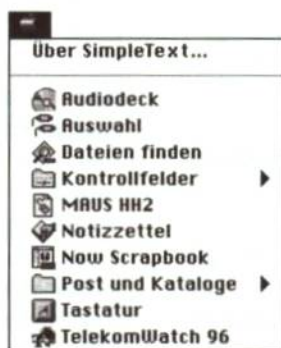 Über SimpleText...
Audiodeck
Auswahl
Dateien finden
Kontrollfelder
MAUS HH2
Notizzettel
Now Scrapbook
Post und Kataloge
Tastatur
TelekomWatch 96